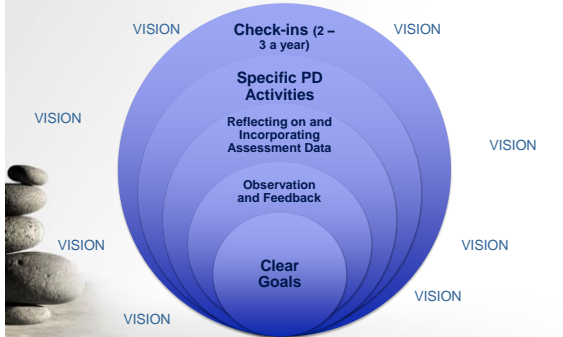 VISION
Check-ins (2 –
3 a year)
VISION
Specific PD
Activities
VISION
Reflecting on and
Incorporating
Assessment Data
VISION
Observation
and Feedback
VISION
VISION
Clear
Goals
VISION
VISION